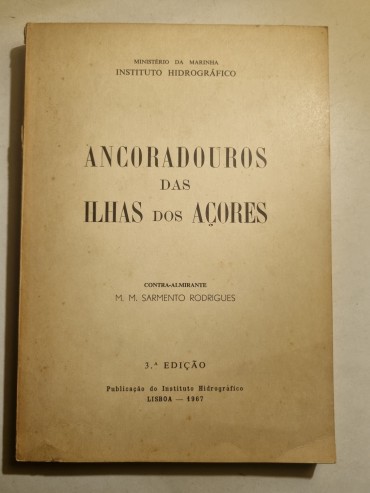 MINISTÉRIO DA MARINHA
INSTITUTO HIDROGRÁFICO
ANCORADOUROS
DAS
ILHAS DOS AÇORES
CONTRA-ALMIRANTE
M. M. SARMENTO RODRIGUES
3.ª EDIÇÃO
Publicação do Instituto Hidrográfico
LISBOA — 1967